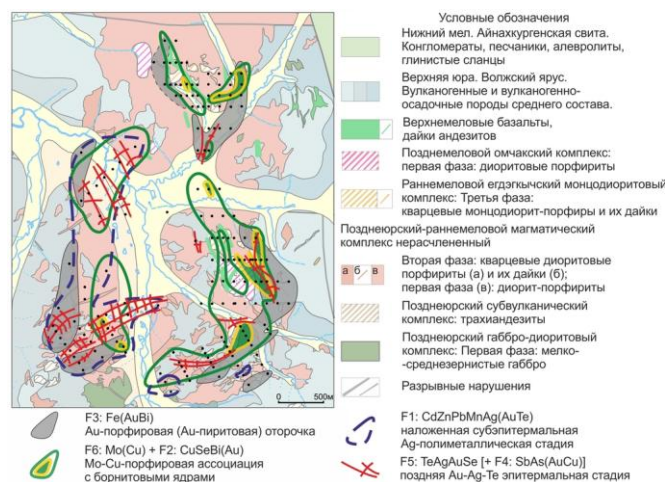 Условные обозначения
Нижний мел. Айнахкургенская свита.
Конгломераты, песчаники, алевролиты,
глинистые сланцы
Верхняя юра. Волжский ярус.
Вулканогенные и вулканогенно-
осадочные породы среднего состава.
Верхнемеловые базальты,
дайки андезитов
Позднемеловой омчакский комплекс:
первая фаза: диоритовые порфириты
Раннемеловой егдэгкычский монцодиоритовый
комплекс: Третья фаза:
кварцевые монцодиорит-порфиры и их дайки
Позднеюрский-раннемеловой магматический
комплекс нерасчлененный
а б в
Вторая фаза: кварцевые диоритовые
порфириты (а) и их дайки (б);
первая фаза (в): диорит-порфириты
Позднеюрский субвулканический
комплекс: трахиандезиты
Позднеюрский габбро-диоритовый
комплекс: Первая фаза: мелко-
-среднезернистые габбро
Разрывные нарушения
0 500м
F3: Fe(AuBi)
Au-порфировая (Au-пиритовая) оторочка
F6: Mo(Cu) + F2: CuSeBi(Au)
Mo-Cu-порфировая ассоциация
с борнитовыми ядрами
F1: CdZnPbMnAg(AuTe)
наложенная субэпитермальная
Ag-полиметаллическая стадия
F5: TeAgAuSe [+ F4: SbAs(AuCu)]
поздняя Au-Ag-Te эпитермальная стадия